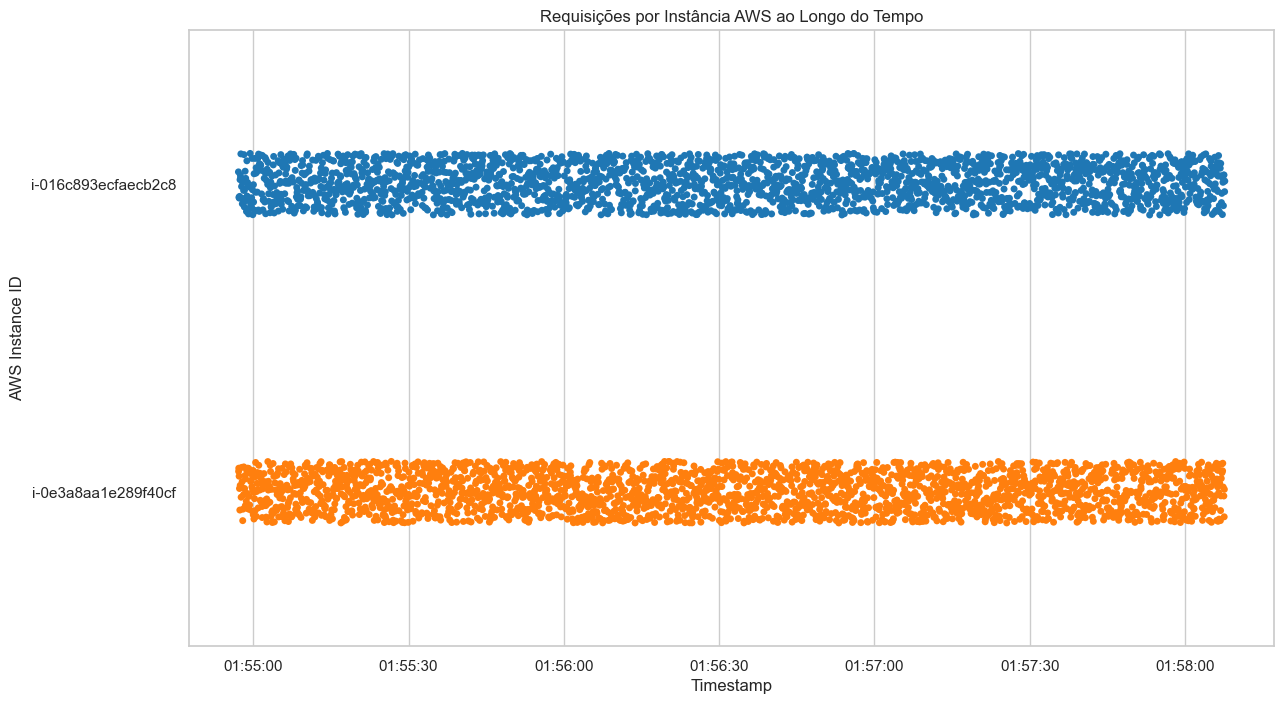 Requisições por Instância AWS ao Longo do Tempo
AWS Instance ID
i-016c893ecfaecb2c8
i-0e3a8aa1e289f40cf
01:55:00 01:55:30 01:56:00 01:56:30 01:57:00 01:57:30 01:58:00
Timestamp